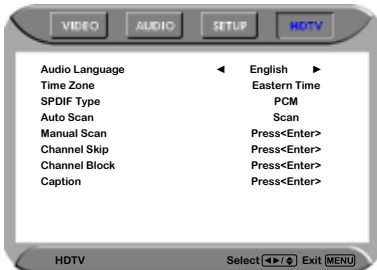 VIDEO AUDIO SETUP HDTV
Audio Language ◄ English ►
Time Zone Eastern Time
SPDIF Type PCM
Auto Scan Scan
Manual Scan Press<Enter>
Channel Skip Press<Enter>
Channel Block Press<Enter>
Caption Press<Enter>
HDTV Select ◄►/◆ Exit MENU